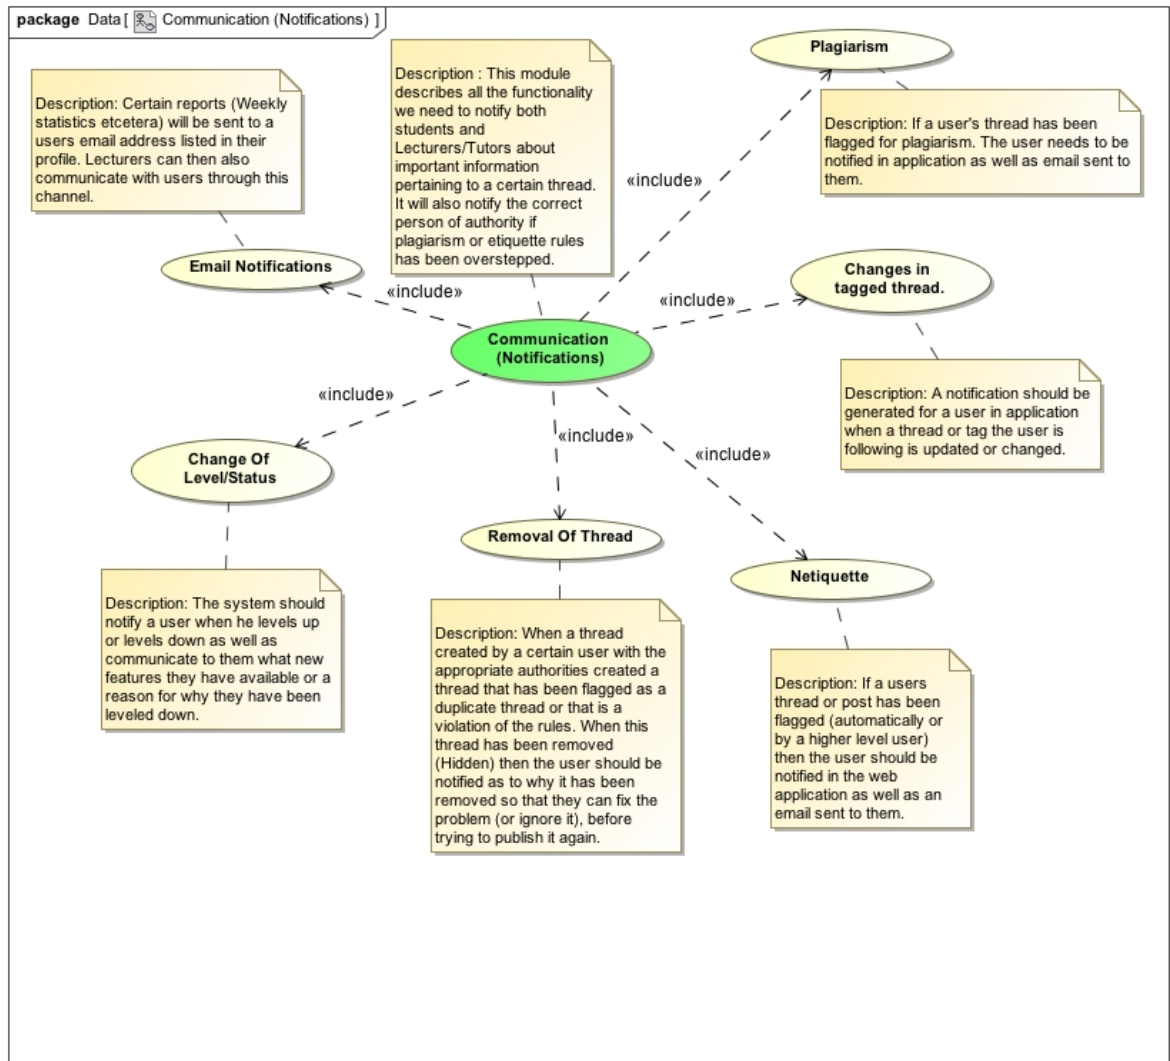 package Data [ Communication (Notifications) ]
Plagiarism
Description: Certain reports (Weekly
statistics etcetera) will be sent to a
users email address listed in their
profile. Lecturers can then also
communicate with users through this
channel.
Description : This module
describes all the functionality
we need to notify both
students and
Lecturers/Tutors about
important information
pertaining to a certain thread.
It will also notify the correct
person of authority if
plagiarism or etiquette rules
has been overstepped.
Description: If a user's thread has been
flagged for plagiarism. The user needs to be
notified in application as well as email sent to
them.
«include»
Email Notifications
«include»
«include»
Changes in
tagged thread.
Communication
(Notifications)
«include»
«include»
«include»
Description: A notification should be
generated for a user in application
when a thread or tag the user is
following is updated or changed.
Change Of
Level/Status
Removal Of Thread
Netiquette
Description: The system should
notify a user when he levels up
or levels down as well as
communicate to them what new
features they have available or a
reason for why they have been
leveled down.
Description: When a thread
created by a certain user with the
appropriate authorities created a
thread that has been flagged as a
duplicate thread or that is a
violation of the rules. When this
thread has been removed
(Hidden) then the user should be
notified as to why it has been
removed so that they can fix the
problem (or ignore it), before
trying to publish it again.
Description: If a users
thread or post has been
flagged (automatically or
by a higher level user)
then the user should be
notified in the web
application as well as an
email sent to them.